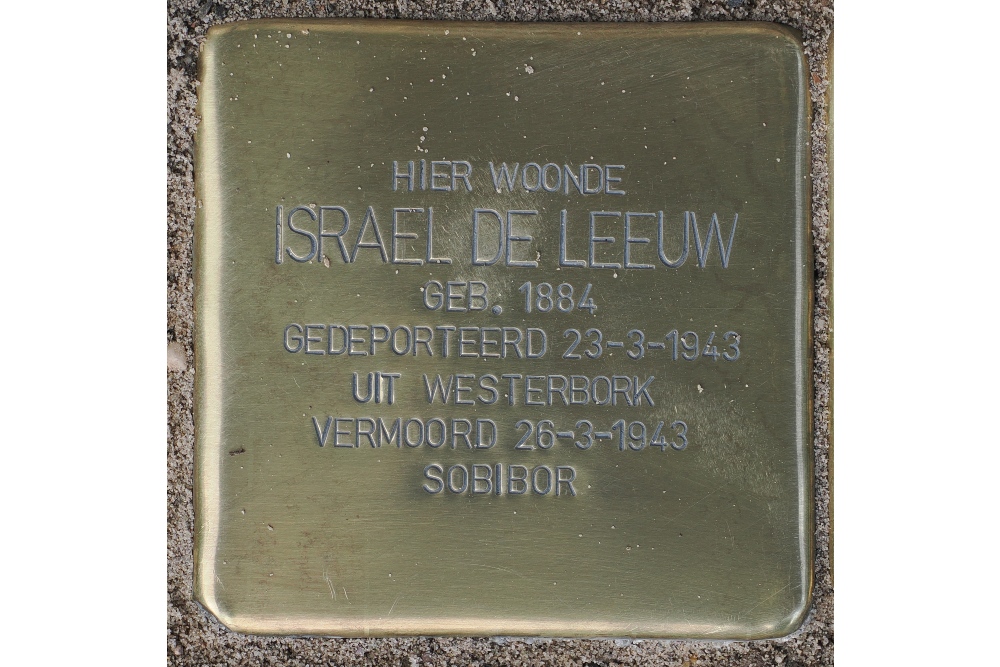 HIER WOONDE
ISRAEL DE LEEUW
GEB. 1884
GEDEPORTEERD 23-3-1943
UIT WESTERBORK
VERMOORD 26-3-1943
SOBIBOR